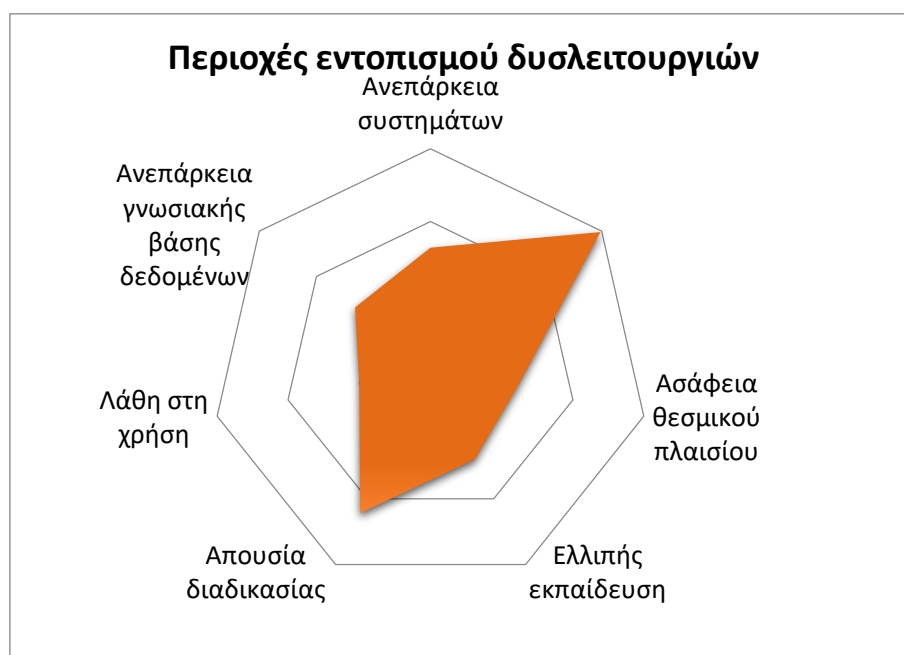 Περιοχές εντοπισμού δυσλειτουργιών
Ανεπάρκεια
συστημάτων
Ανεπάρκεια
γνωσιακής
βάσης
δεδομένων
Ασάφεια
θεσμικού
πλαισίου
Λάθη στη
χρήση
Απουσία
διαδικασίας
Ελλιπής
εκπαίδευση